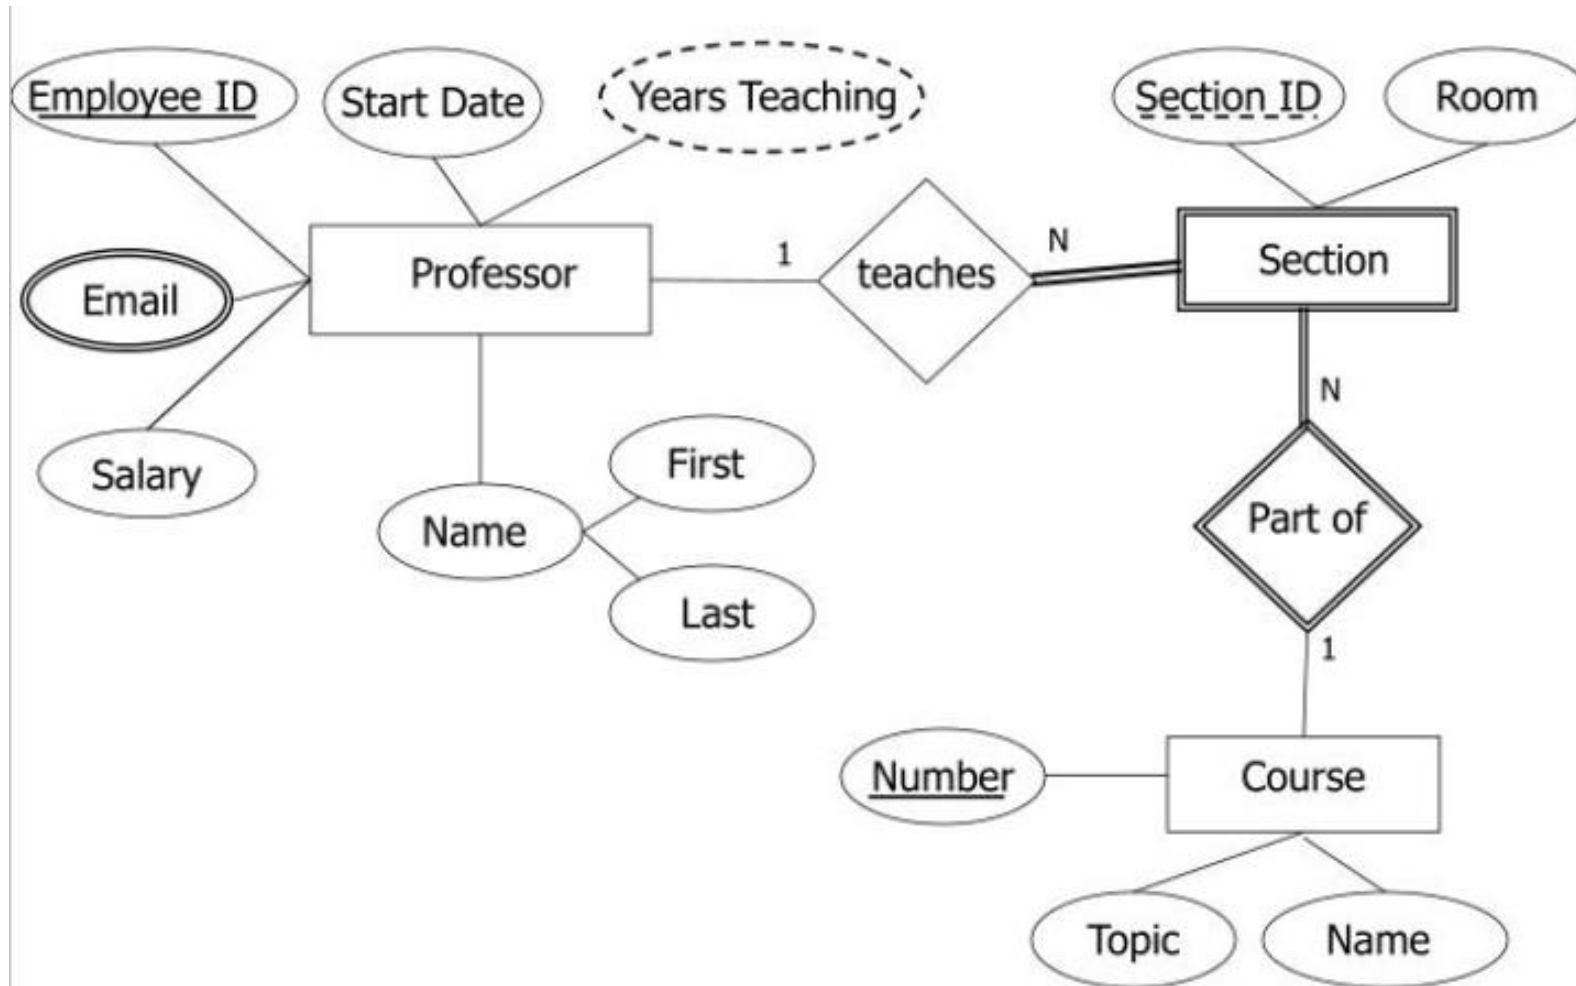 Employee ID
Start Date
Years Teaching
Section ID
Room
Email
Professor
1
teaches
N
Section
Salary
Name
First
Last
N
Part of
1
Number
Course
Topic
Name